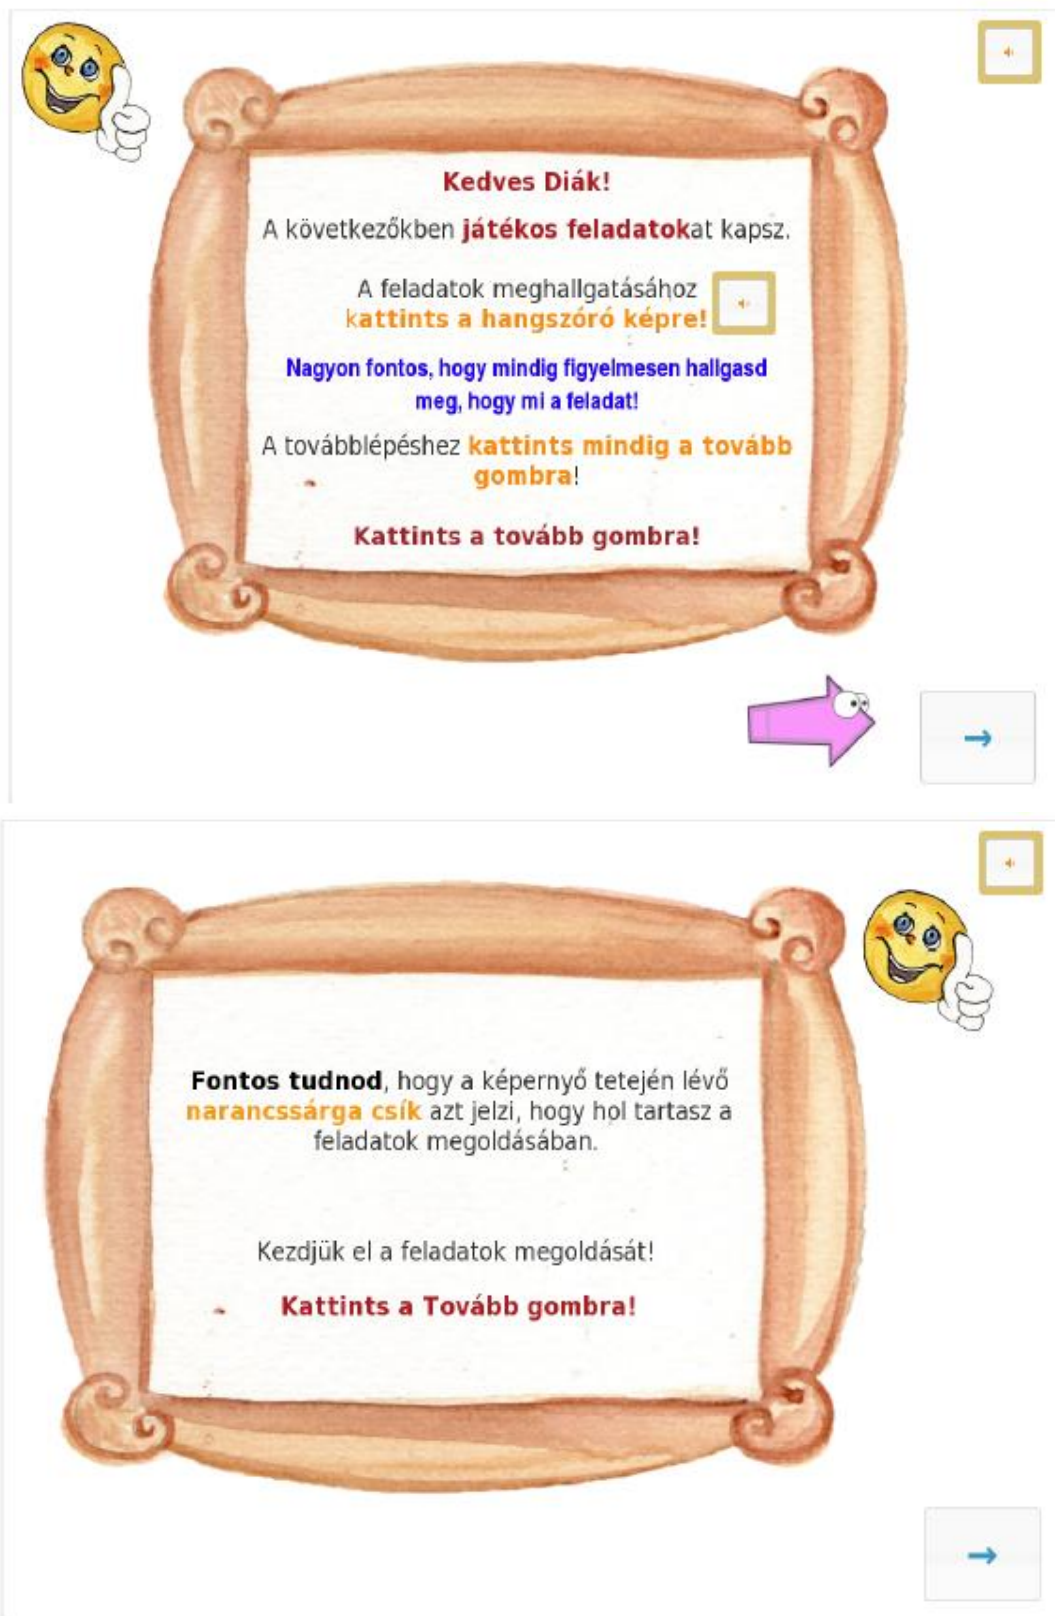 Kedves Diák!
A következőkben játékos feladatokat kapsz.
A feladatok meghallgatásához
kattints a hangszóró képre!
Nagyon fontos, hogy mindig figyelmesen hallgasd
meg, hogy mi a feladat!
A továbblépéshez kattints mindig a tovább
gombra!
Kattints a tovább gombra!
Fontos tudnod, hogy a képernyő tetején lévő
narancssárga csík azt jelzi, hogy hol tartasz a
feladatok megoldásában.
Kezdjük el a feladatok megoldását!
Kattints a Tovább gombra!